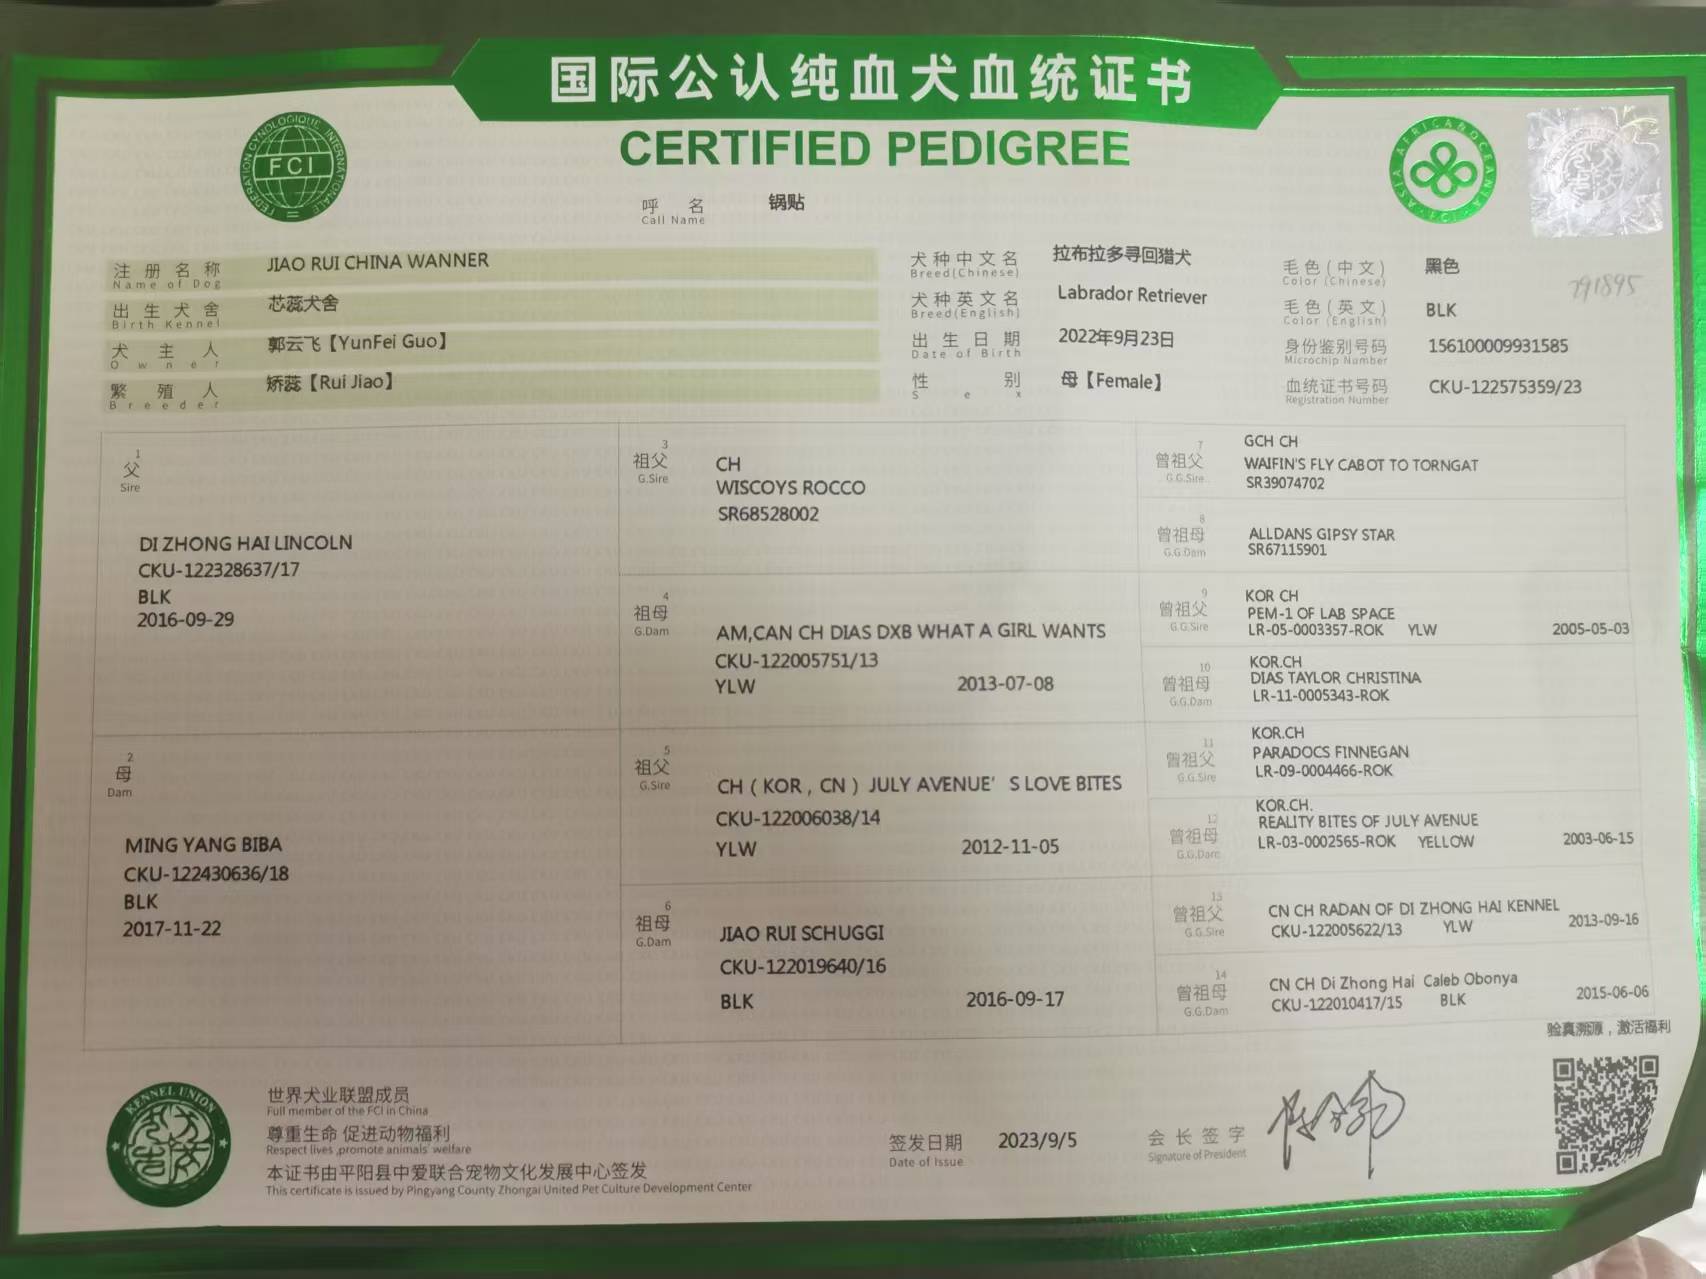 国际公认纯血犬血统证书
CERTIFIED PEDIGREE
FEDERATION CYNOLOGIQUE INTERNATIONALE
FCI
ASIA AFRICA OCEANIA
FCI
呼名 锅贴
Call Name
注册名称 JIAO RUI CHINA WANNER
Name of Dog
出生犬舍 芯蕊犬舍
Birth Kennel
犬主人 郭云飞【YunFei Guo】
Owner
繁殖人 矫蕊【Rui Jiao】
Breeder
犬种中文名 拉布拉多寻回猎犬
Breed(Chinese)
犬种英文名 Labrador Retriever
Breed(English)
出生日期 2022年9月23日
Date of Birth
性别 母【Female】
Sex
毛色(中文) 黑色
Color (Chinese)
毛色(英文) BLK
Color (English)
身份鉴别号码 156100009931585
Microchip Number
血统证书号码 CKU-122575359/23
Registration Number
791895
1
父
Sire
DI ZHONG HAI LINCOLN
CKU-122328637/17
BLK
2016-09-29
2
母
Dam
MING YANG BIBA
CKU-122430636/18
BLK
2017-11-22
3
祖父
G.Sire
CH
WISCOYS ROCCO
SR68528002
4
祖母
G.Dam
AM,CAN CH DIAS DXB WHAT A GIRL WANTS
CKU-122005751/13
YLW 2013-07-08
5
祖父
G.Sire
CH（KOR，CN）JULY AVENUE’S LOVE BITES
CKU-122006038/14
YLW 2012-11-05
6
祖母
G.Dam
JIAO RUI SCHUGGI
CKU-122019640/16
BLK 2016-09-17
7
曾祖父
G.G.Sire
GCH CH
WAIFIN'S FLY CABOT TO TORNGAT
SR39074702
8
曾祖母
G.G.Dam
ALLDANS GIPSY STAR
SR67115901
9
曾祖父
G.G.Sire
KOR CH
PEM-1 OF LAB SPACE
LR-05-0003357-ROK YLW 2005-05-03
10
曾祖母
G.G.Dam
KOR.CH
DIAS TAYLOR CHRISTINA
LR-11-0005343-ROK
11
曾祖父
G.G.Sire
KOR.CH
PARADOCS FINNEGAN
LR-09-0004466-ROK
12
曾祖母
G.G.Dam
KOR.CH.
REALITY BITES OF JULY AVENUE
LR-03-0002565-ROK YELLOW 2003-06-15
13
曾祖父
G.G.Sire
CN CH RADAN OF DI ZHONG HAI KENNEL
CKU-122005622/13 YLW 2013-09-16
14
曾祖母
G.G.Dam
CN CH Di Zhong Hai Caleb Obonya
CKU-122010417/15 BLK 2015-06-06
验真溯源，激活福利
KENNEL UNION
世界犬业联盟成员
Full member of the FCI in China
尊重生命 促进动物福利
Respect lives ,promote animals' welfare
本证书由平阳县中爱联合宠物文化发展中心签发
This certificate is issued by Pingyang County Zhongai United Pet Culture Development Center
签发日期 2023/9/5
Date of Issue
会长签字
Signature of President